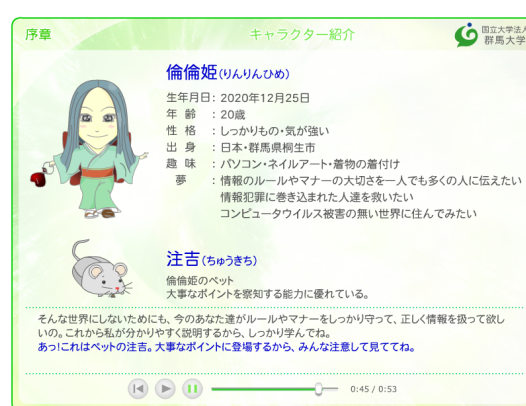 序章
キャラクター紹介
国立大学法人
群馬大学
倫倫姫(りんりんひめ)
生年月日: 2020年12月25日
年 齢 : 20歳
性 格 : しっかりもの・気が強い
出 身 : 日本・群馬県桐生市
趣 味 : パソコン・ネイルアート・着物の着付け
夢 : 情報のルールやマナーの大切さを一人でも多くの人に伝えたい
情報犯罪に巻き込まれた人達を救いたい
コンピュータウイルス被害の無い世界に住んでみたい
注吉(ちゅうきち)
倫倫姫のペット
大事なポイントを察知する能力に優れている。
そんな世界にしないためにも、今のあなた達がルールやマナーをしっかり守って、正しく情報を扱って欲し
いの。これから私が分かりやすく説明するから、しっかり学んでね。
あっ!これはペットの注吉。大事なポイントに登場するから、みんな注意して見ててね。
0:45 / 0:53